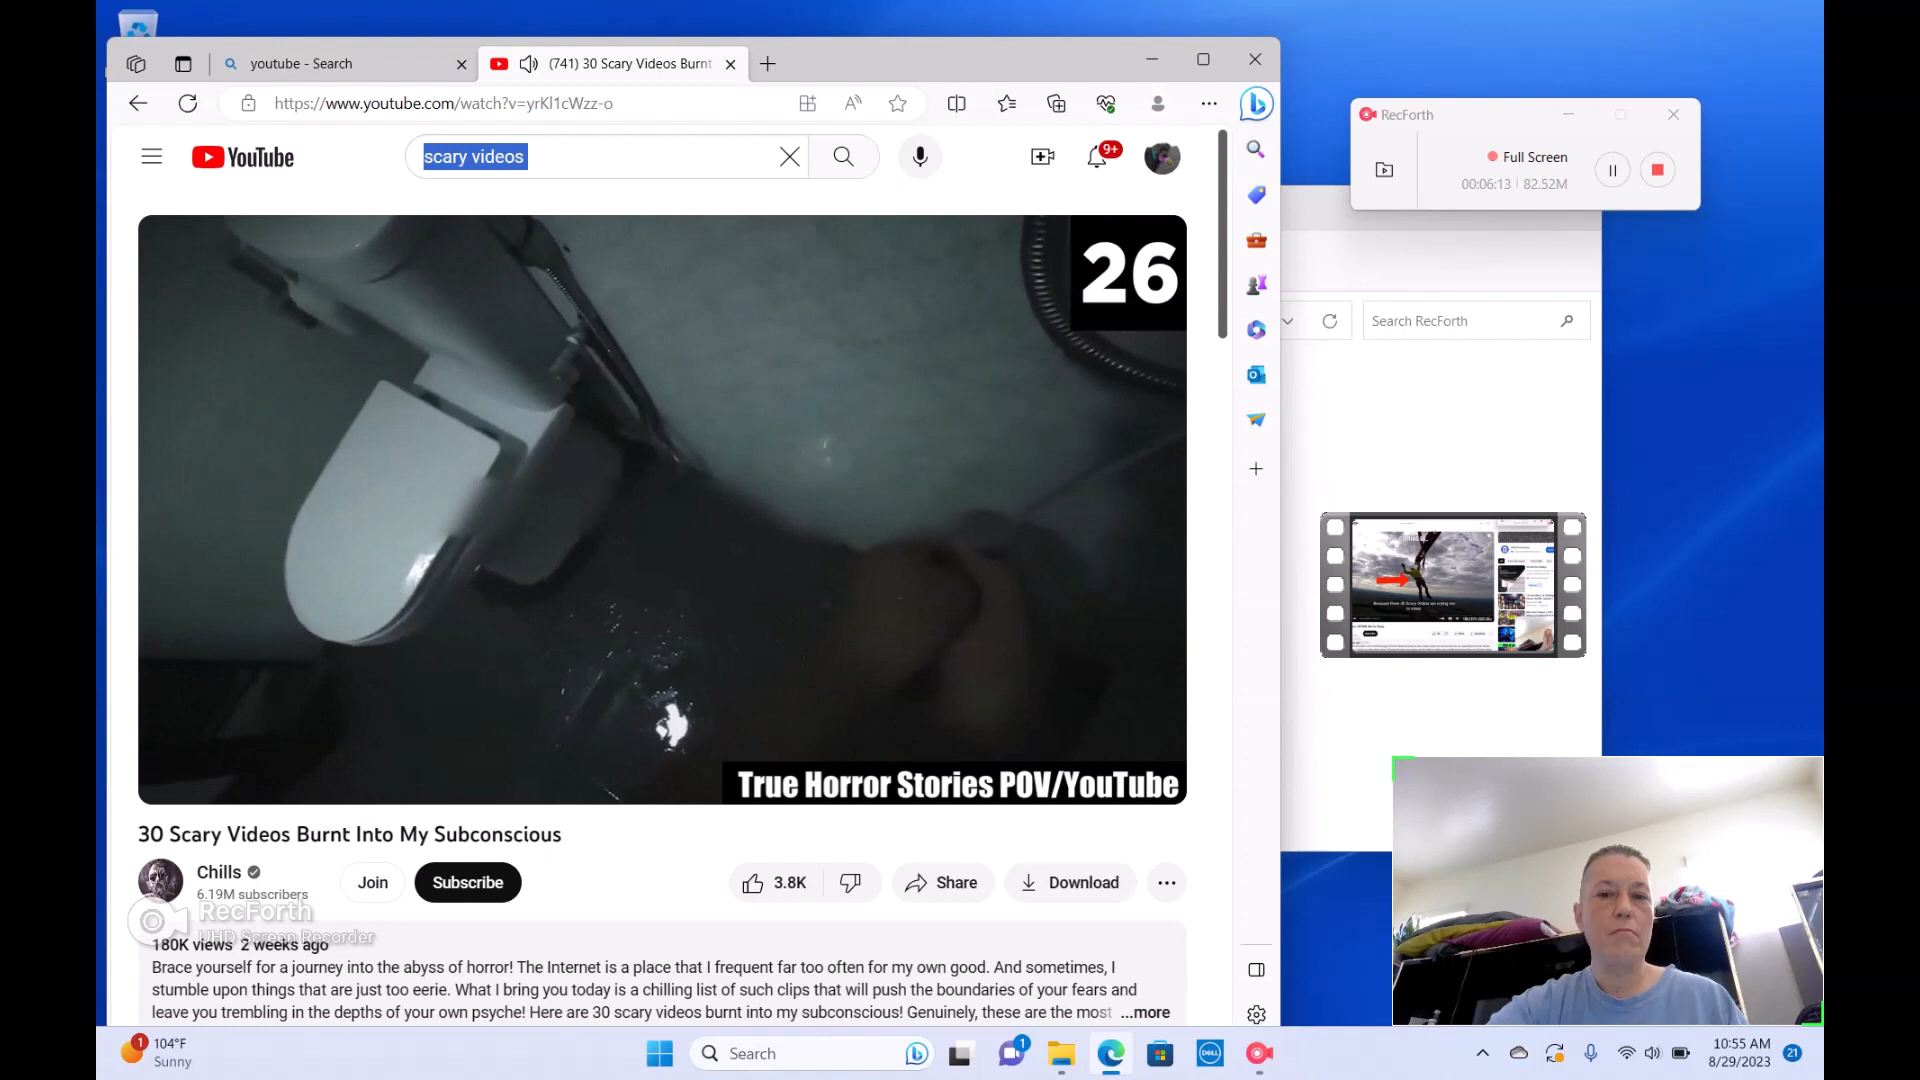 youtube - Search
(741) 30 Scary Videos Burnt
https://www.youtube.com/watch?v=yrKl1cWzz-o
YouTube
scary videos
9+
RecForth
Full Screen
00:06:13 | 82.52M
Search RecForth
26
True Horror Stories POV/YouTube
30 Scary Videos Burnt Into My Subconscious
Chills
6.19M subscribers
Join
Subscribe
3.8K
Share
Download
RecForth
UHD Screen Recorder
180K views 2 weeks ago
Brace yourself for a journey into the abyss of horror! The Internet is a place that I frequent far too often for my own good. And sometimes, I
stumble upon things that are just too eerie. What I bring you today is a chilling list of such clips that will push the boundaries of your fears and
leave you trembling in the depths of your own psyche! Here are 30 scary videos burnt into my subconscious! Genuinely, these are the most ...more
1
104°F
Sunny
Search
1
DELL
10:55 AM
8/29/2023
21